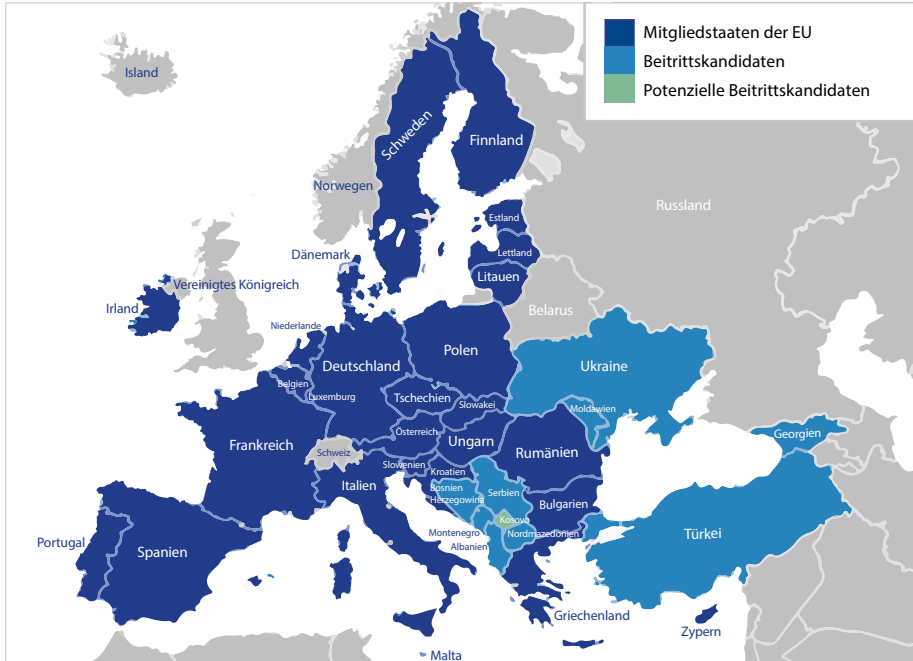 Mitgliedstaaten der EU
Beitrittskandidaten
Potenzielle Beitrittskandidaten
Island
Schweden
Finnland
Norwegen
Russland
Estland
Dänemark
Lettland
Litauen
Vereinigtes Königreich
Irland
Belarus
Niederlande
Polen
Deutschland
Ukraine
Belgien
Luxemburg
Tschechien
Slowakei
Moldawien
Österreich
Georgien
Frankreich
Ungarn
Schweiz
Rumänien
Slowenien
Kroatien
Italien
Bosnien
Herzegowina
Serbien
Bulgarien
Kosovo
Montenegro
Nordmazedonien
Türkei
Portugal
Spanien
Albanien
Griechenland
Zypern
Malta